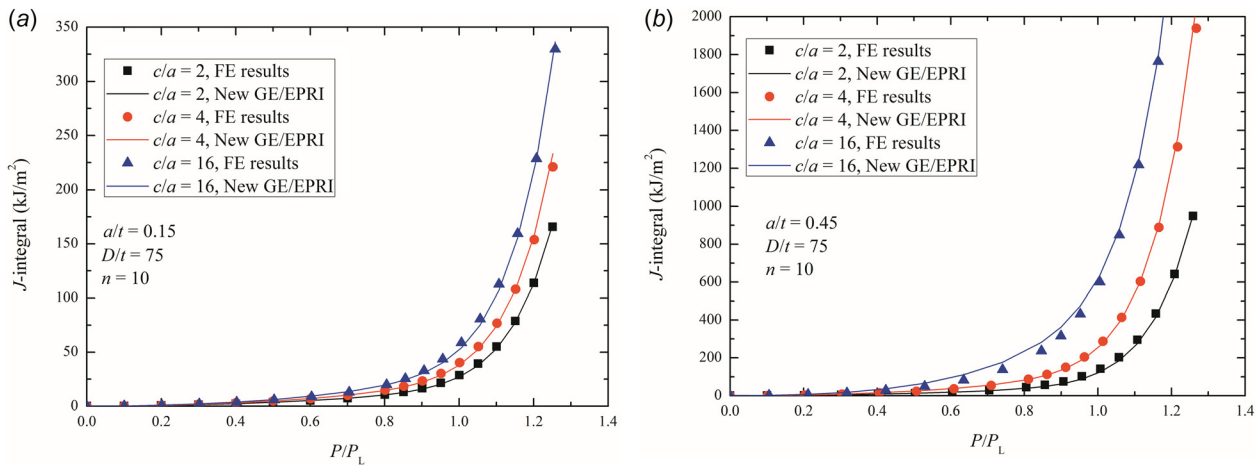 (a)
350
300
250
200
150
100
50
0
J-integral (kJ/m²)
c/a = 2, FE results
c/a = 2, New GE/EPRI
c/a = 4, FE results
c/a = 4, New GE/EPRI
c/a = 16, FE results
c/a = 16, New GE/EPRI
a/t = 0.15
D/t = 75
n = 10
0.0 0.2 0.4 0.6 0.8 1.0 1.2 1.4
P/P_L
(b)
2000
1800
1600
1400
1200
1000
800
600
400
200
0
J-integral (kJ/m²)
c/a = 2, FE results
c/a = 2, New GE/EPRI
c/a = 4, FE results
c/a = 4, New GE/EPRI
c/a = 16, FE results
c/a = 16, New GE/EPRI
a/t = 0.45
D/t = 75
n = 10
0.0 0.2 0.4 0.6 0.8 1.0 1.2 1.4
P/P_L